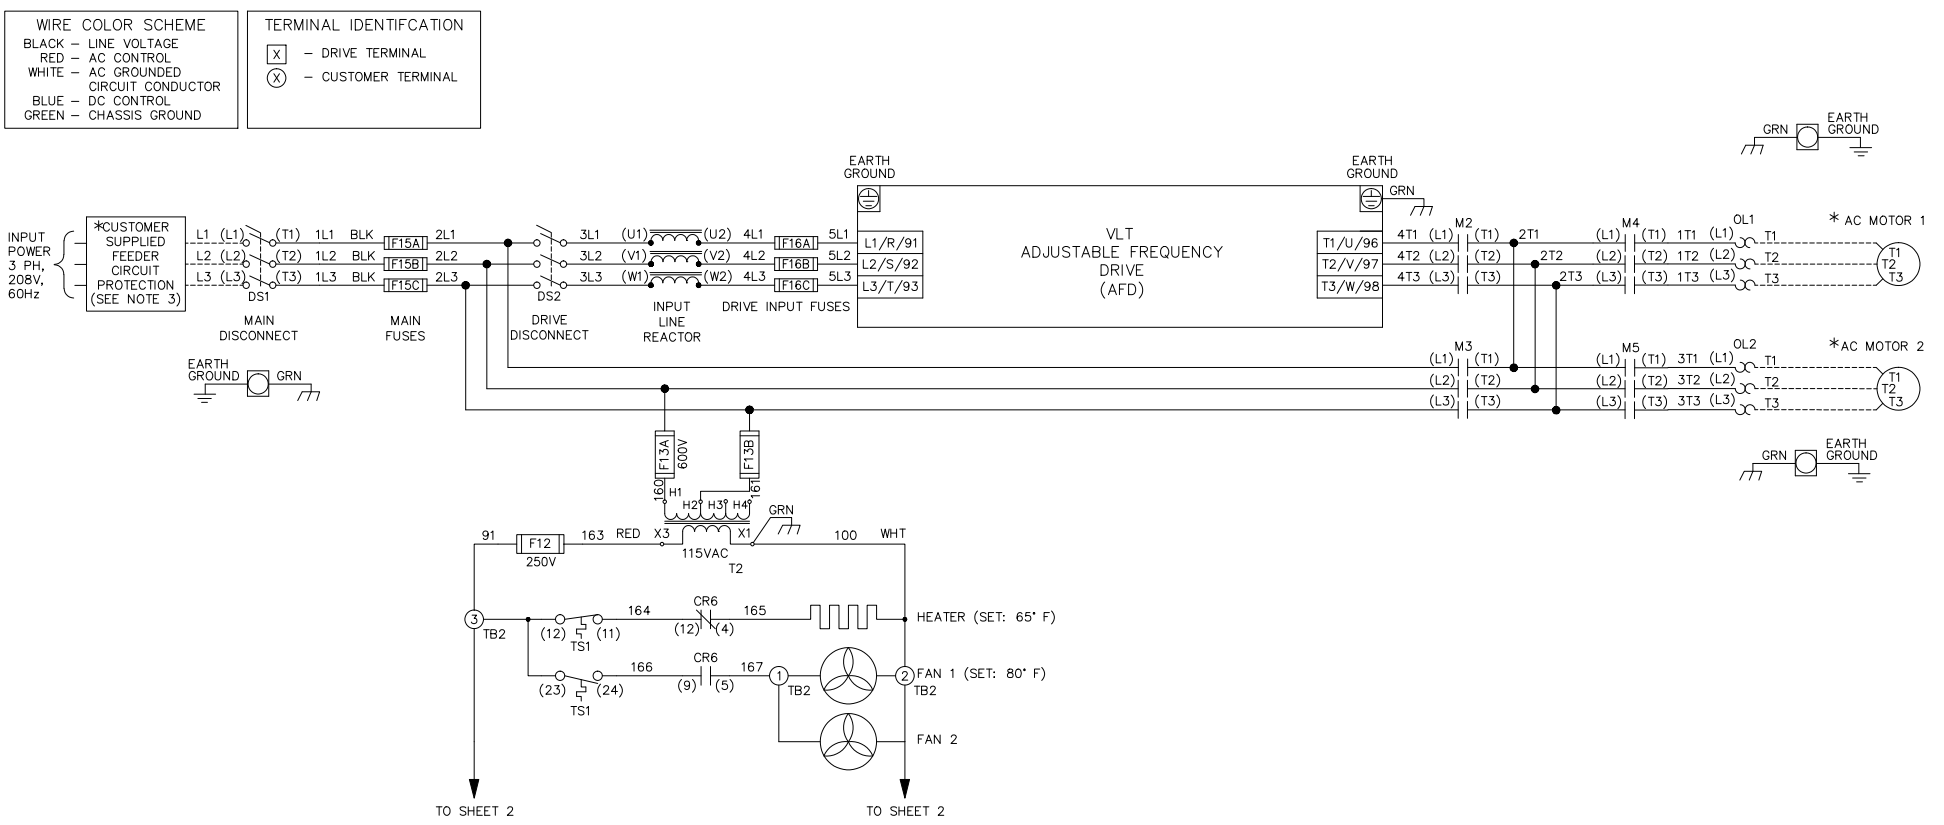 WIRE COLOR SCHEME
BLACK – LINE VOLTAGE
RED – AC CONTROL
WHITE – AC GROUNDED
CIRCUIT CONDUCTOR
BLUE – DC CONTROL
GREEN – CHASSIS GROUND
TERMINAL IDENTIFCATION
X – DRIVE TERMINAL
X – CUSTOMER TERMINAL
GRN
EARTH
GROUND
EARTH
GROUND
EARTH
GROUND
GRN
INPUT
POWER
3 PH,
208V,
60Hz
*CUSTOMER
SUPPLIED
FEEDER
CIRCUIT
PROTECTION
(SEE NOTE 3)
L1 (L1) (T1) 1L1 BLK F15A 2L1 3L1 (U1) (U2) 4L1 F16A 5L1 L1/R/91
L2 (L2) (T2) 1L2 BLK F15B 2L2 3L2 (V1) (V2) 4L2 F16B 5L2 L2/S/92
L3 (L3) (T3) 1L3 BLK F15C 2L3 3L3 (W1) (W2) 4L3 F16C 5L3 L3/T/93
DS1
MAIN
DISCONNECT
MAIN
FUSES
DS2
DRIVE
DISCONNECT
INPUT
LINE
REACTOR
DRIVE INPUT FUSES
VLT
ADJUSTABLE FREQUENCY
DRIVE
(AFD)
M2 M4 OL1 * AC MOTOR 1
T1/U/96 4T1 (L1) (T1) 2T1 (L1) (T1) 1T1 (L1) T1 T1
T2/V/97 4T2 (L2) (T2) 2T2 (L2) (T2) 1T2 (L2) T2 T2
T3/W/98 4T3 (L3) (T3) 2T3 (L3) (T3) 1T3 (L3) T3 T3
M3 M5 OL2 *AC MOTOR 2
(L1) (T1) (L1) (T1) 3T1 (L1) T1 T1
(L2) (T2) (L2) (T2) 3T2 (L2) T2 T2
(L3) (T3) (L3) (T3) 3T3 (L3) T3 T3
EARTH
GROUND
GRN
GRN
EARTH
GROUND
F13A
600V
F13B
160
161
H1
H2 H3 H4
GRN
91 F12 163 RED X3 X1 100 WHT
250V
115VAC
T2
3
TB2
164 CR6 165
(12) (11) (12) (4)
TS1
HEATER (SET: 65° F)
166 CR6 167
(23) (24) (9) (5)
TS1
1
TB2
2
TB2
FAN 1 (SET: 80° F)
FAN 2
TO SHEET 2
TO SHEET 2